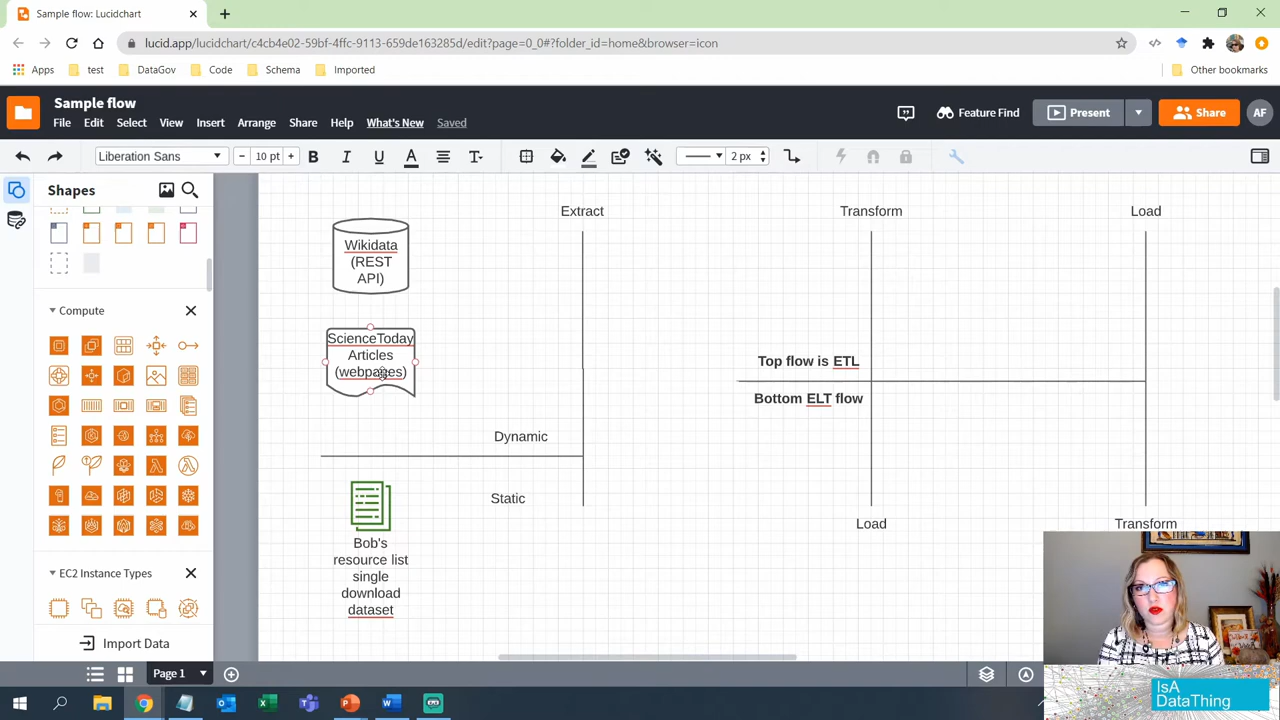 Sample flow: Lucidchart
lucid.app/lucidchart/c4cb4e02-59bf-4ffc-9113-659de163285d/edit?page=0_0#?folder_id=home&browser=icon
Apps test DataGov Code Schema Imported Other bookmarks
Sample flow
File Edit Select View Insert Arrange Share Help What's New Saved
Feature Find Present Share AF
Liberation Sans 10 pt B I U A T 2 px
Shapes
Compute
EC2 Instance Types
Import Data
Page 1
Extract
Transform
Load
Wikidata
(REST
API)
ScienceToday
Articles
(webpages)
Top flow is ETL
Bottom ELT flow
Dynamic
Static
Bob's
resource list
single
download
dataset
Load
Transform
IsA
DataThing